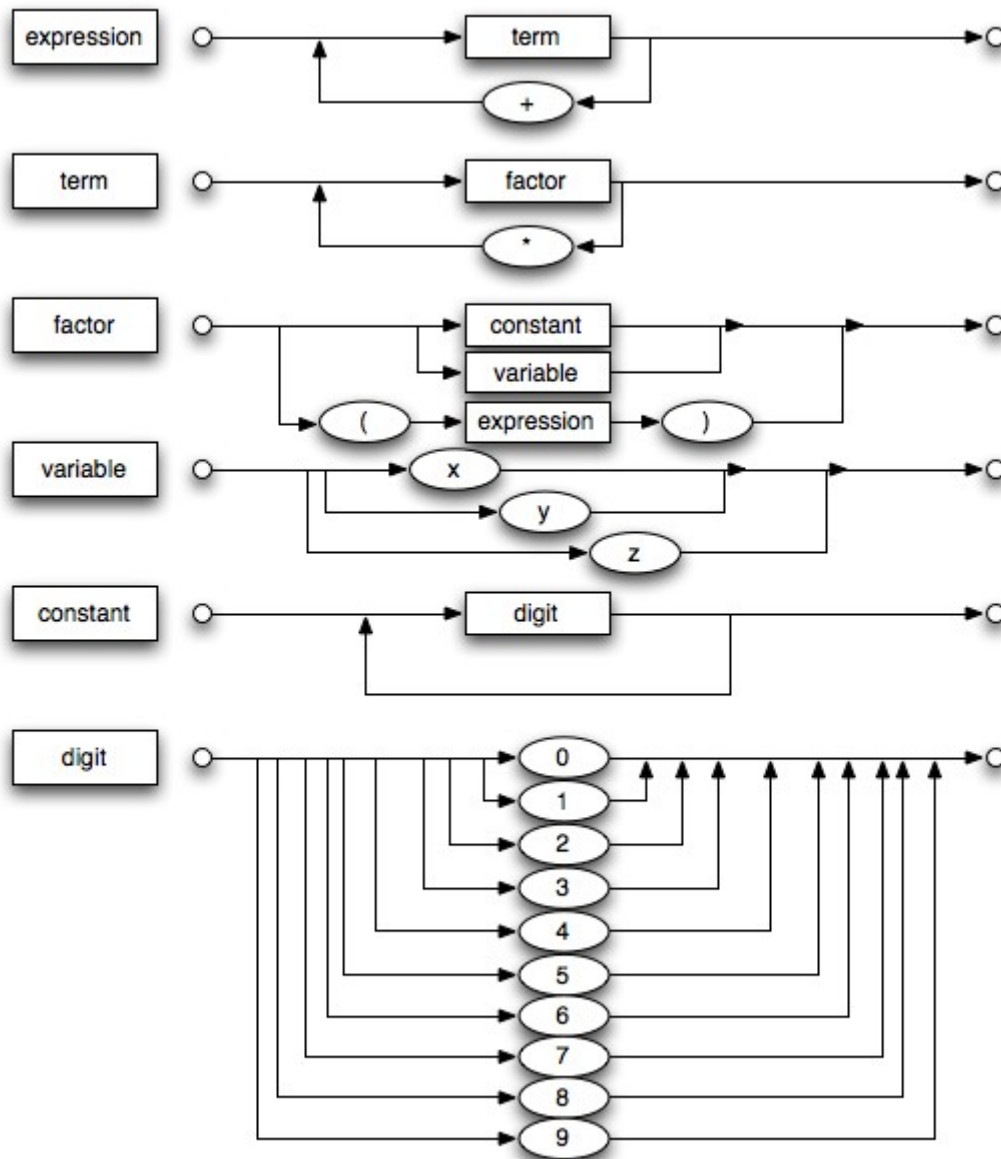 expression term
+
term factor
*
factor constant
variable
( expression )
variable x
y
z
constant digit
digit 0
1
2
3
4
5
6
7
8
9